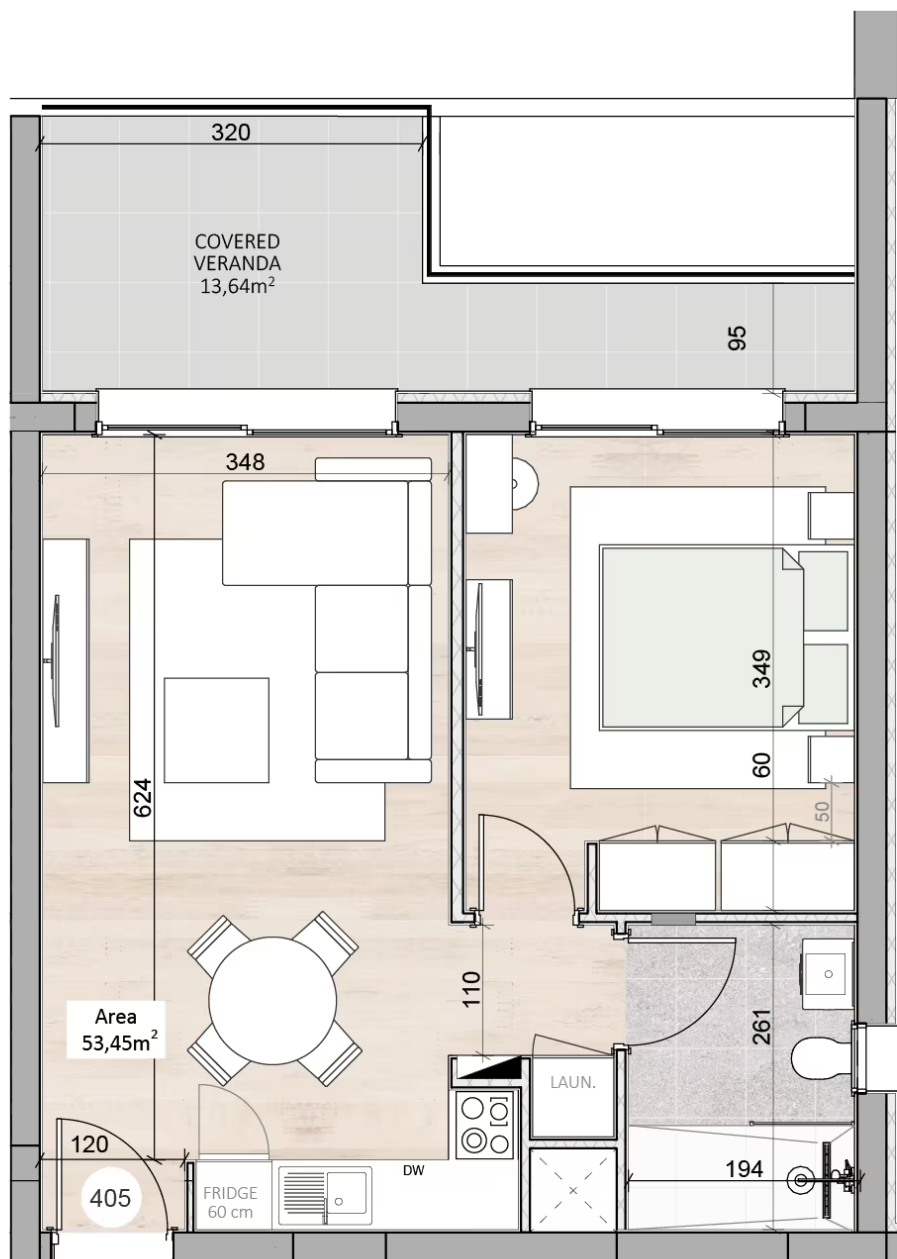 320
COVERED
VERANDA
13,64m²
95
348
349
60
50
624
110
Area
53,45m²
261
LAUN.
120
DW
194
405
FRIDGE
60 cm